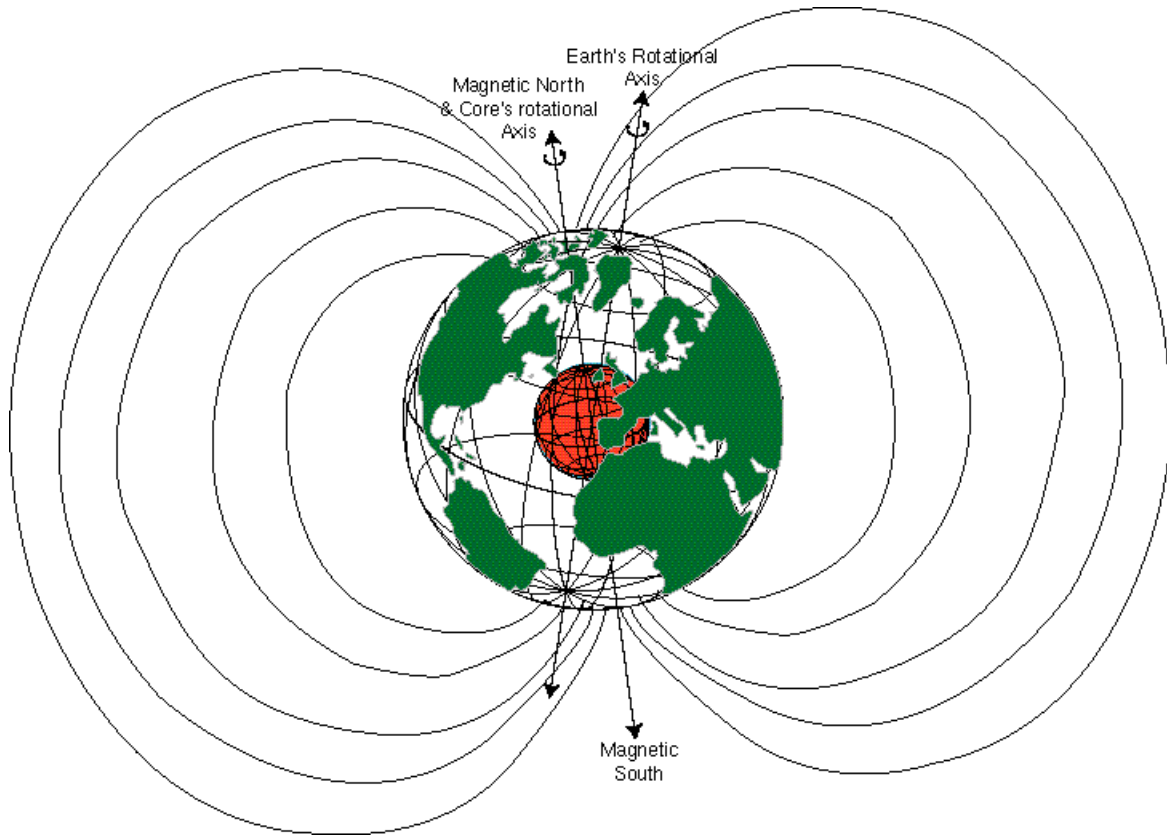 Earth's Rotational
Axis
Magnetic North
& Core's rotational
Axis
Magnetic
South